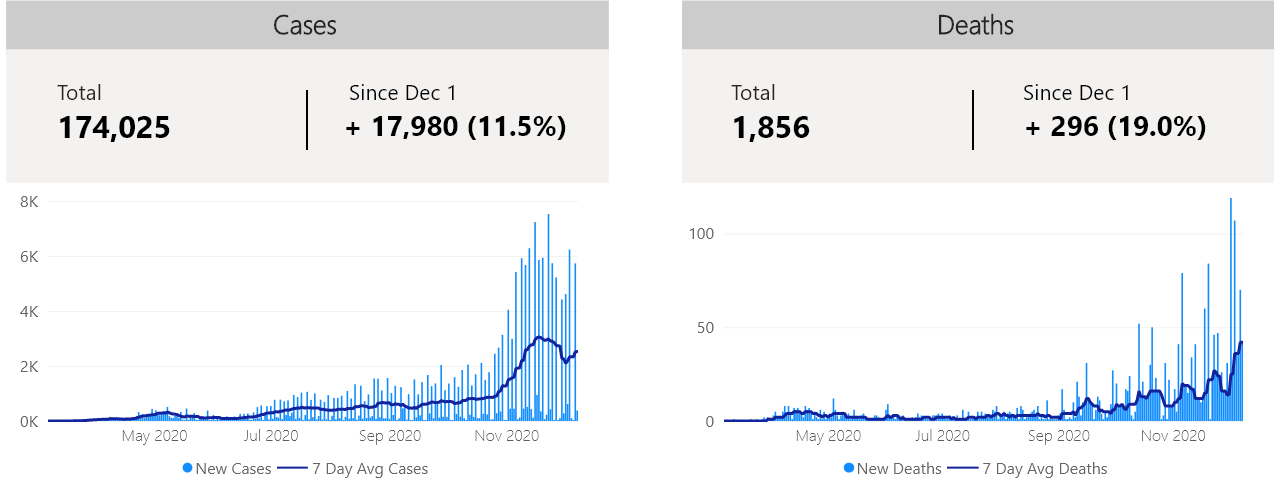 Cases
Total
174,025
Since Dec 1
+ 17,980 (11.5%)
8K
6K
4K
2K
0K
May 2020
Jul 2020
Sep 2020
Nov 2020
New Cases
7 Day Avg Cases
Deaths
Total
1,856
Since Dec 1
+ 296 (19.0%)
100
50
0
May 2020
Jul 2020
Sep 2020
Nov 2020
New Deaths
7 Day Avg Deaths